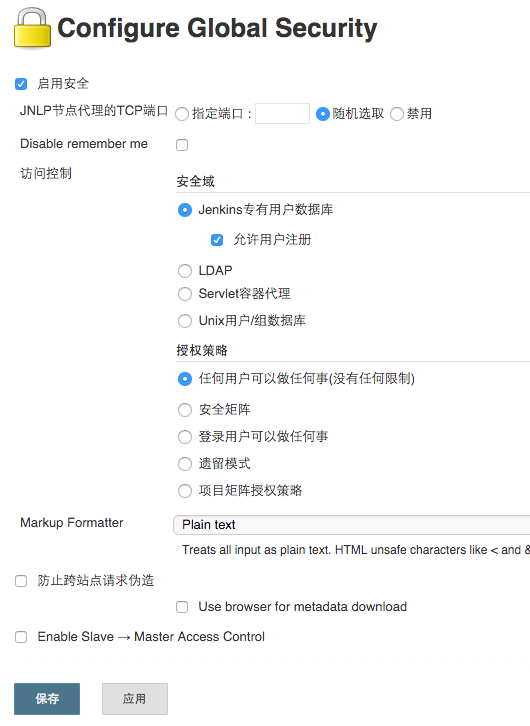 Configure Global Security
启用安全
JNLP节点代理的TCP端口 指定端口 : 随机选取 禁用
Disable remember me
访问控制
安全域
Jenkins专有用户数据库
允许用户注册
LDAP
Servlet容器代理
Unix用户/组数据库
授权策略
任何用户可以做任何事(没有任何限制)
安全矩阵
登录用户可以做任何事
遗留模式
项目矩阵授权策略
Markup Formatter Plain text
Treats all input as plain text. HTML unsafe characters like < and &
防止跨站点请求伪造
Use browser for metadata download
Enable Slave → Master Access Control
保存 应用